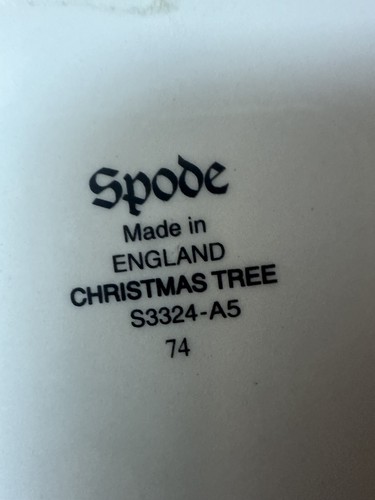 Spode
Made in
ENGLAND
CHRISTMAS TREE
S3324-A5
74